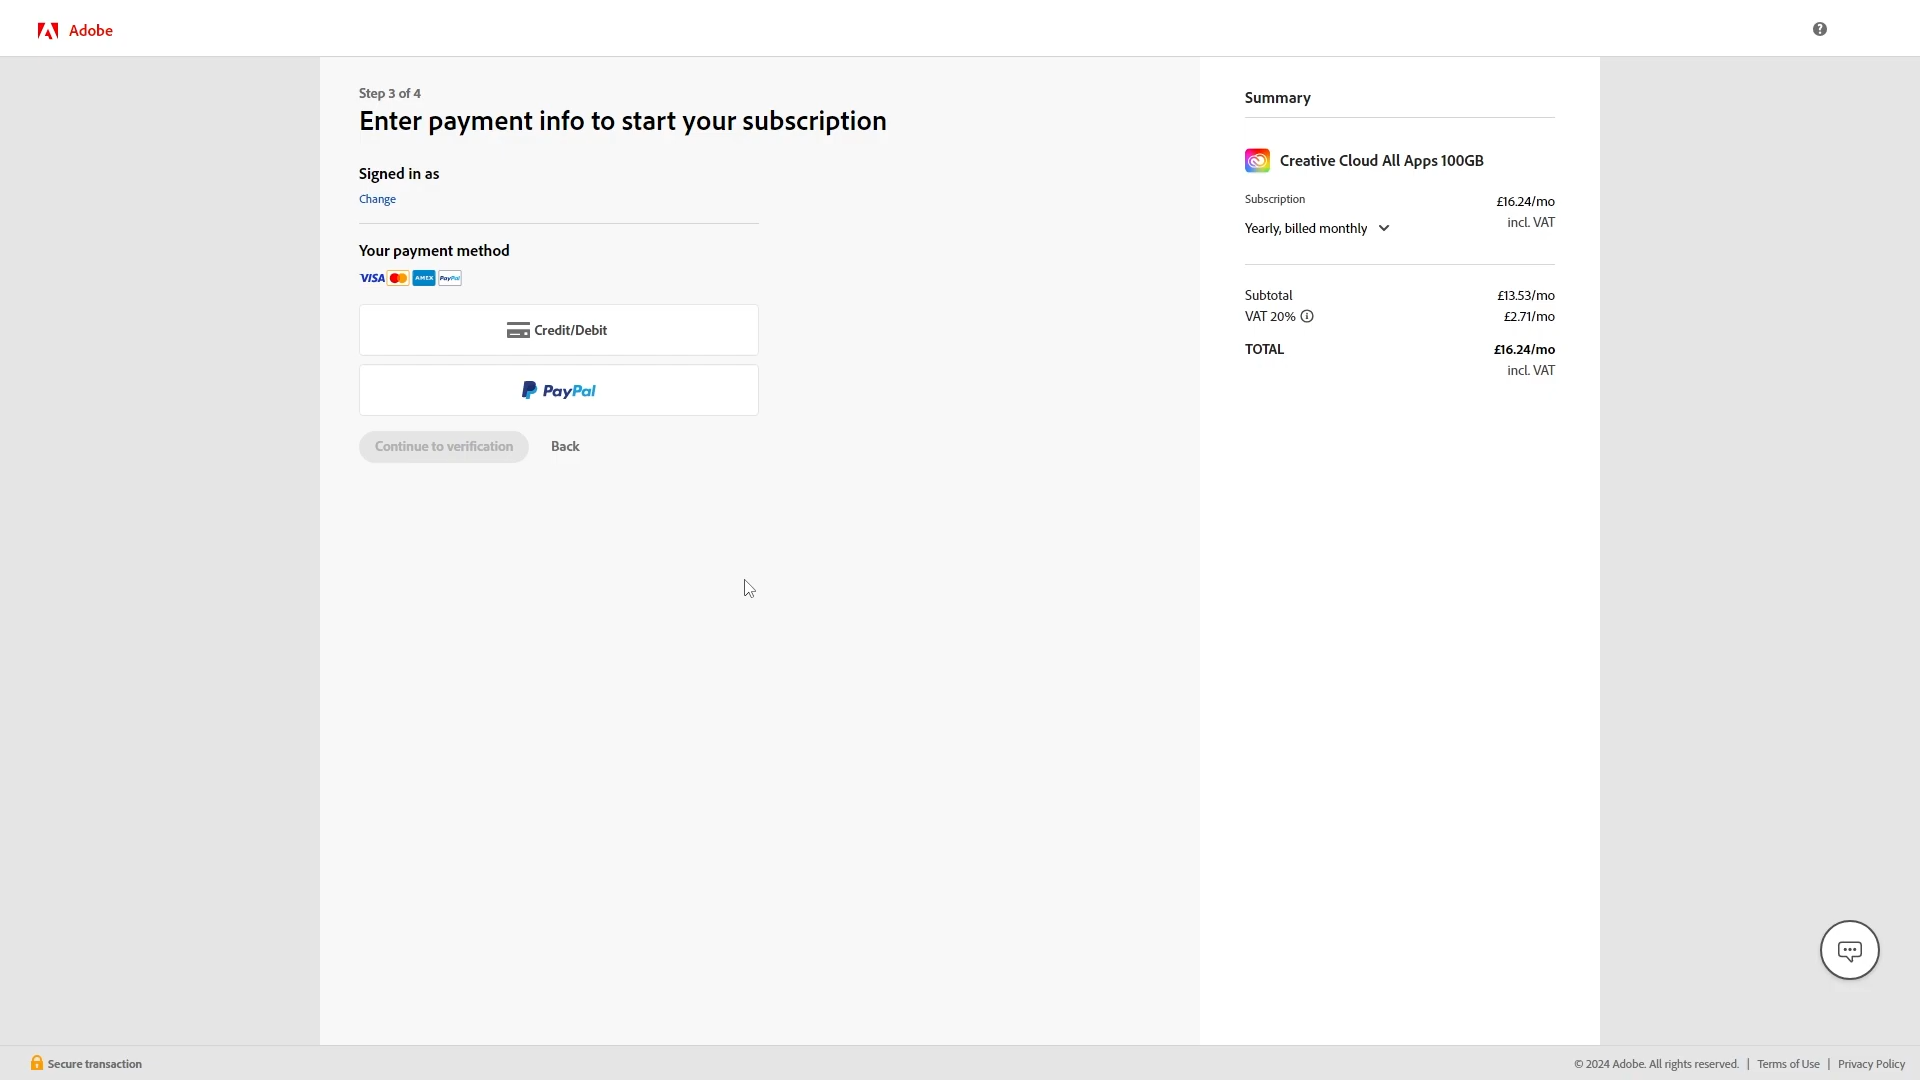 Adobe
Step 3 of 4
Enter payment info to start your subscription
Signed in as
Change
Your payment method
VISA AMEX PayPal
Credit/Debit
PayPal
Continue to verification Back
Summary
Creative Cloud All Apps 100GB
Subscription £16.24/mo
incl. VAT
Yearly, billed monthly
Subtotal £13.53/mo
VAT 20% £2.71/mo
TOTAL £16.24/mo
incl. VAT
Secure transaction
© 2024 Adobe. All rights reserved. | Terms of Use | Privacy Policy